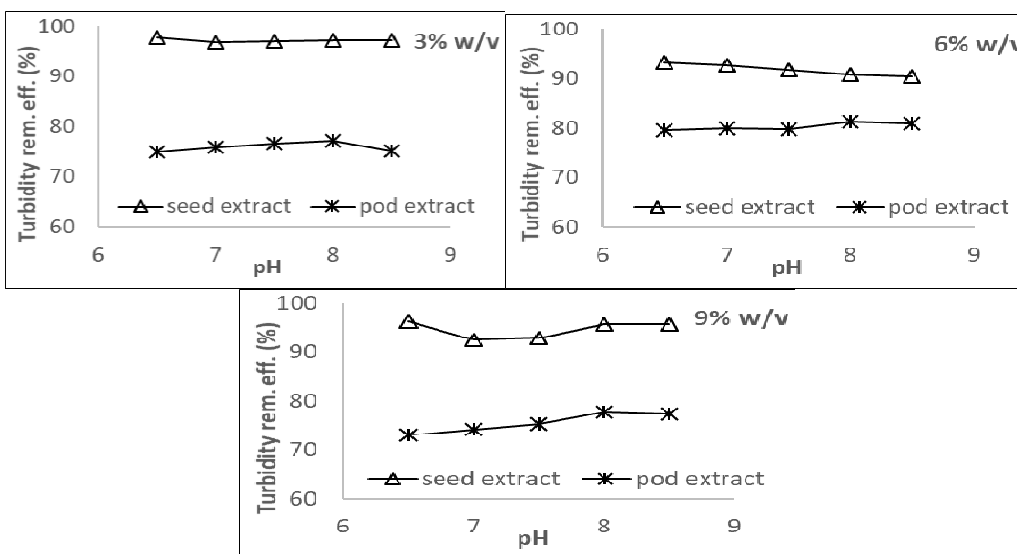 3% w/v
Turbidity rem. eff. (%)
100
90
80
70
60
seed extract pod extract
6 7 8 9
pH
6% w/v
Turbidity rem. eff. (%)
100
90
80
70
60
seed extract pod extract
6 7 8 9
pH
9% w/v
Turbidity rem. eff. (%)
100
90
80
70
60
seed extract pod extract
6 7 8 9
pH